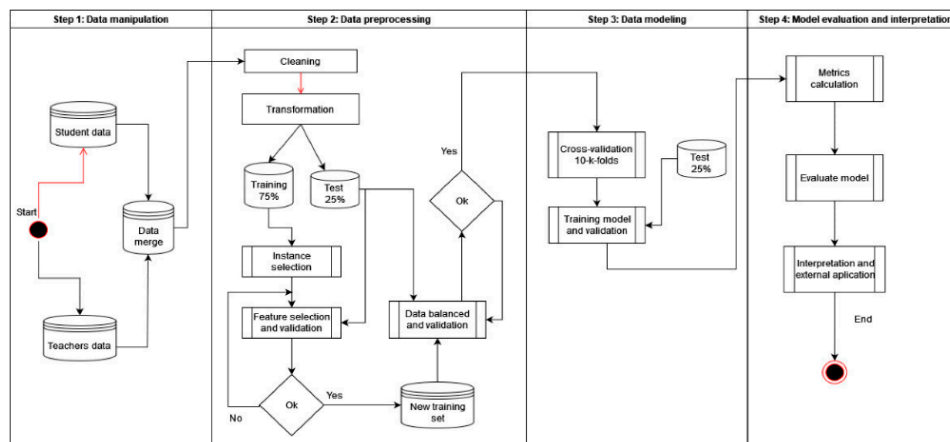 Step 1: Data manipulation
Step 2: Data preprocessing
Step 3: Data modeling
Step 4: Model evaluation and interpretation
Start
Student data
Data
merge
Teachers data
Cleaning
Transformation
Training
75%
Test
25%
Instance
selection
Feature selection
and validation
Ok
No
Yes
New training
set
Data balanced
and validation
Ok
Yes
Cross-validation
10-k-folds
Test
25%
Training model
and validation
Metrics
calculation
Evaluate model
Interpretation and
external aplication
End